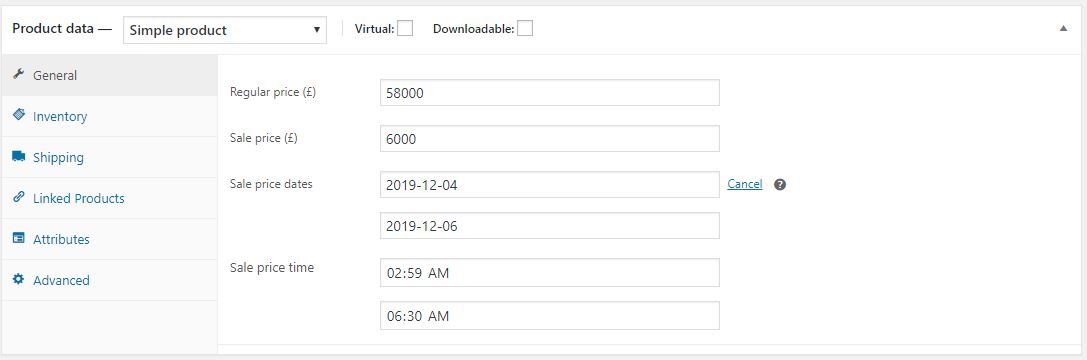 Product data — Simple product Virtual: Downloadable:
General
Inventory
Shipping
Linked Products
Attributes
Advanced
Regular price (£) 58000
Sale price (£) 6000
Sale price dates 2019-12-04 Cancel ?
2019-12-06
Sale price time 02:59 AM
06:30 AM